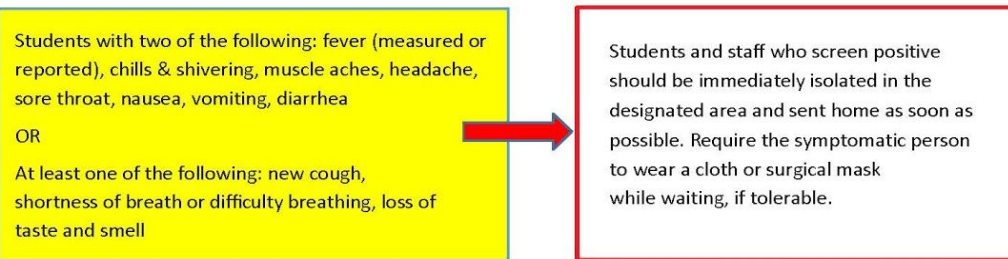 Students with two of the following: fever (measured or
reported), chills & shivering, muscle aches, headache,
sore throat, nausea, vomiting, diarrhea
OR
At least one of the following: new cough,
shortness of breath or difficulty breathing, loss of
taste and smell
Students and staff who screen positive
should be immediately isolated in the
designated area and sent home as soon as
possible. Require the symptomatic person
to wear a cloth or surgical mask
while waiting, if tolerable.